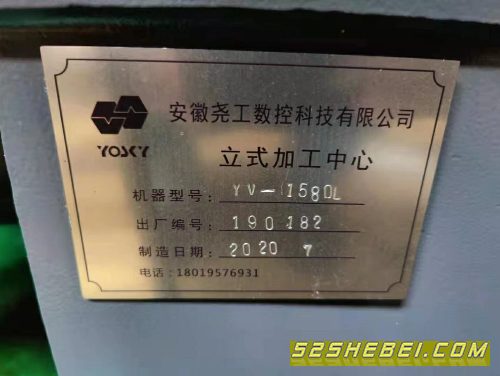 安徽尧工数控科技有限公司
YOSKY
立式加工中心
机器型号: YV-1580L
出厂编号: 190182
制造日期: 2020 7
电话: 18019576931
52SHEBEI.COM